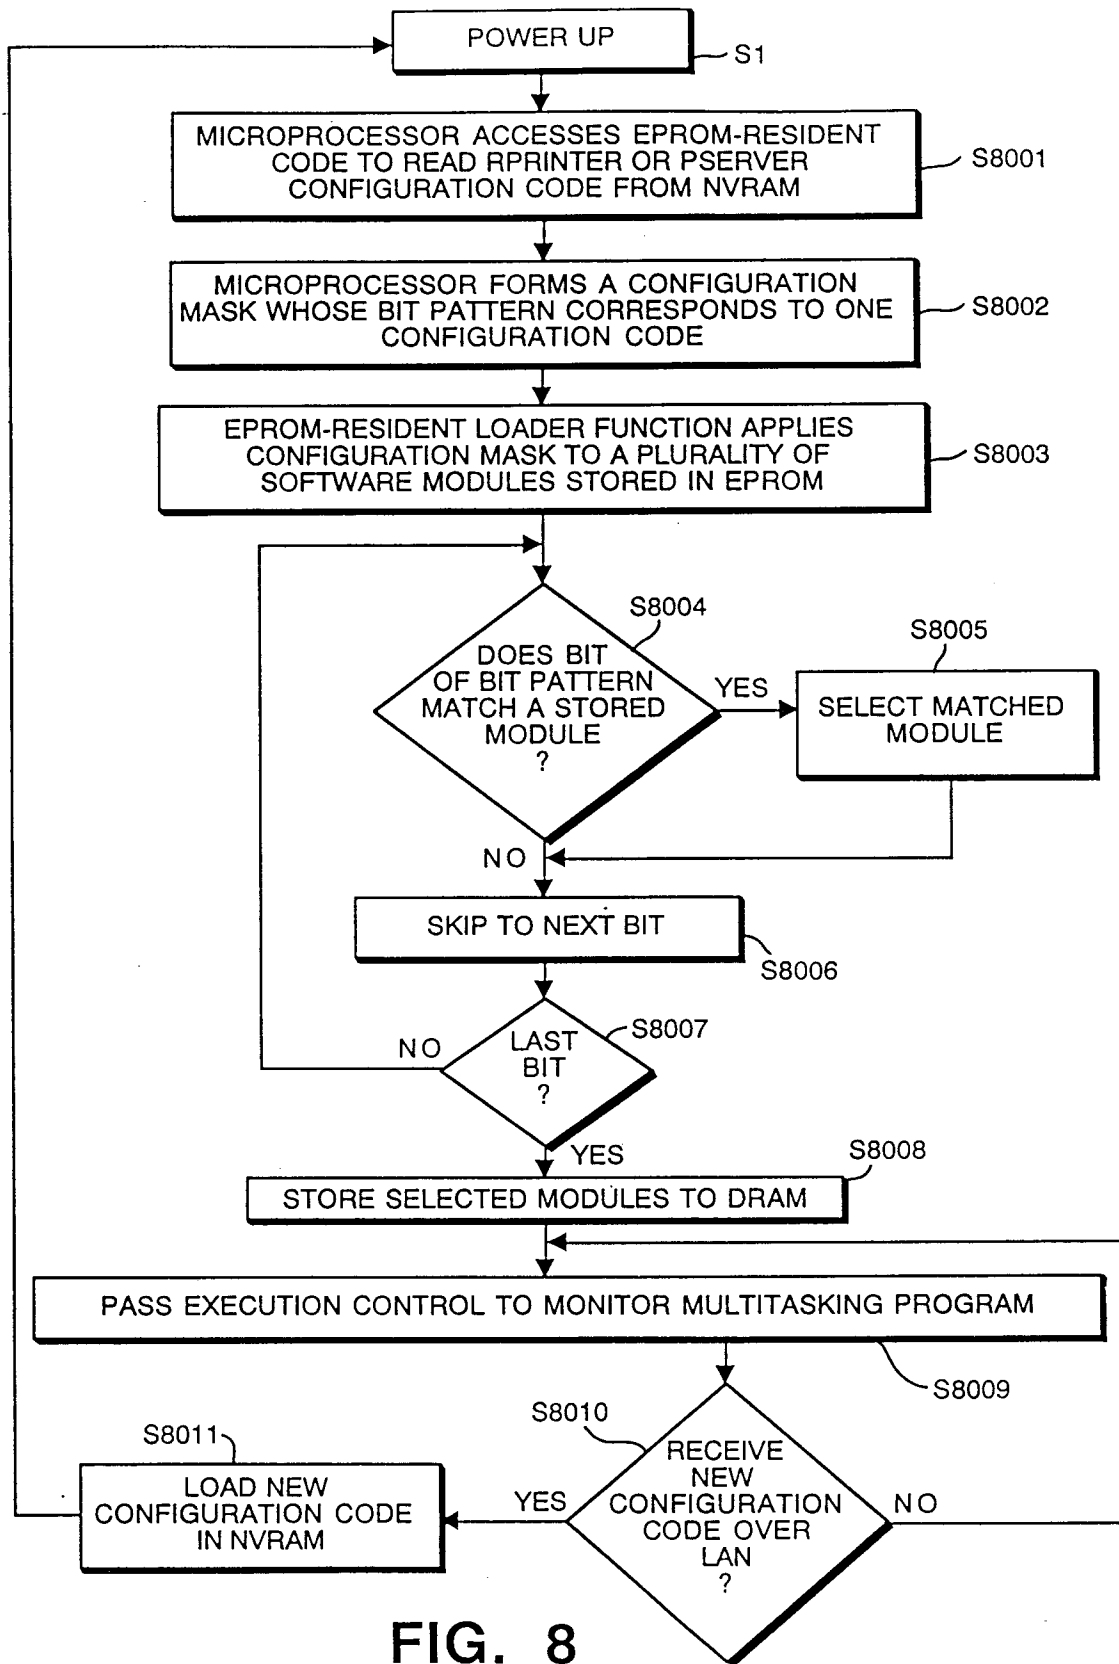 POWER UP
S1
MICROPROCESSOR ACCESSES EPROM-RESIDENT
CODE TO READ RPRINTER OR PSERVER
CONFIGURATION CODE FROM NVRAM
S8001
MICROPROCESSOR FORMS A CONFIGURATION
MASK WHOSE BIT PATTERN CORRESPONDS TO ONE
CONFIGURATION CODE
S8002
EPROM-RESIDENT LOADER FUNCTION APPLIES
CONFIGURATION MASK TO A PLURALITY OF
SOFTWARE MODULES STORED IN EPROM
S8003
S8004
DOES BIT
OF BIT PATTERN
MATCH A STORED
MODULE
?
YES
S8005
SELECT MATCHED
MODULE
NO
SKIP TO NEXT BIT
S8006
S8007
LAST
BIT
?
NO
YES
S8008
STORE SELECTED MODULES TO DRAM
PASS EXECUTION CONTROL TO MONITOR MULTITASKING PROGRAM
S8009
S8010
RECEIVE
NEW
CONFIGURATION
CODE OVER
LAN
?
NO
YES
S8011
LOAD NEW
CONFIGURATION CODE
IN NVRAM
FIG. 8